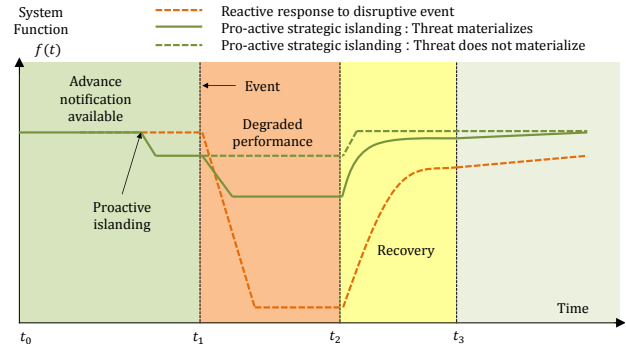 System
Function
f(t)
Reactive response to disruptive event
Pro-active strategic islanding : Threat materializes
Pro-active strategic islanding : Threat does not materialize
Advance
notification
available
Event
Degraded
performance
Proactive
islanding
Recovery
Time
t0
t1
t2
t3